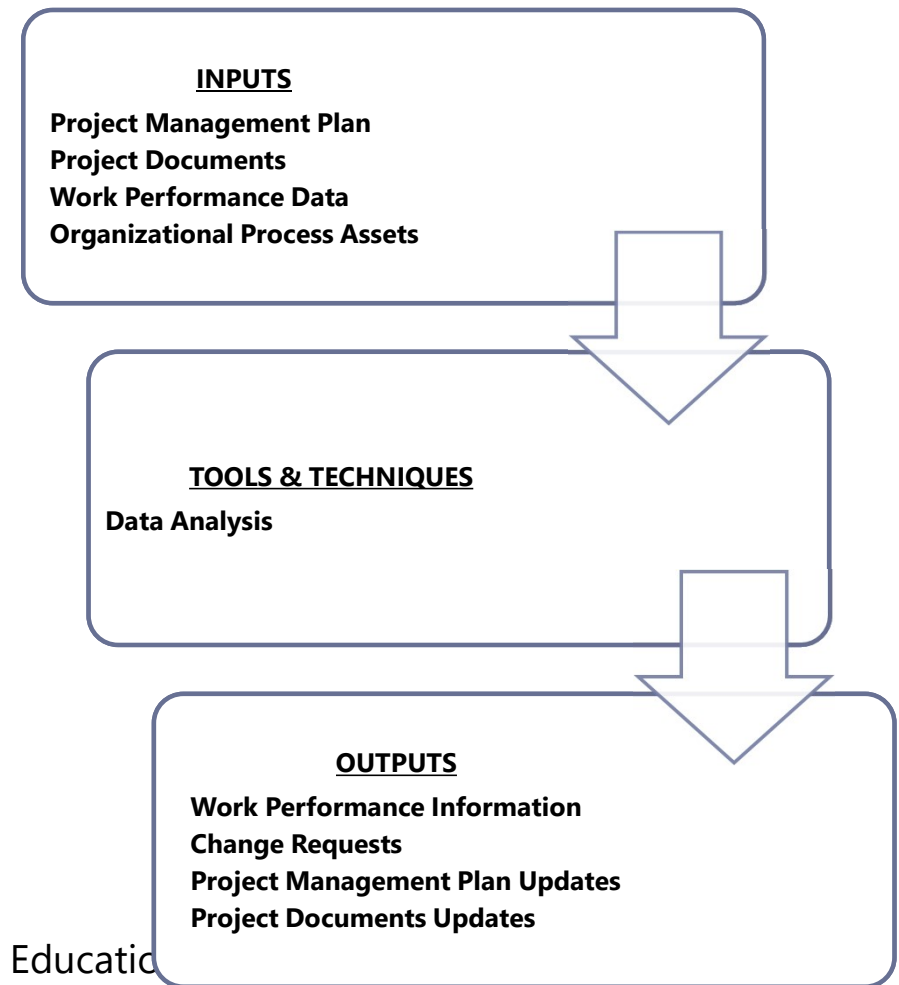 INPUTS
Project Management Plan
Project Documents
Work Performance Data
Organizational Process Assets
TOOLS & TECHNIQUES
Data Analysis
OUTPUTS
Work Performance Information
Change Requests
Project Management Plan Updates
Project Documents Updates